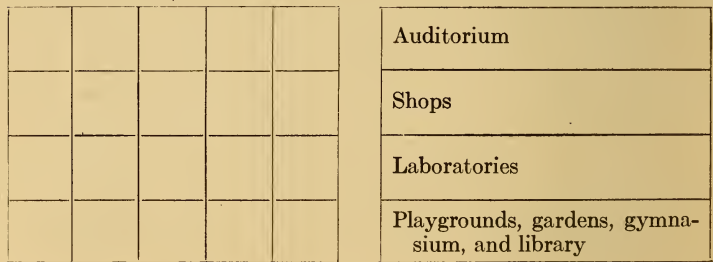 Auditorium
Shops
Laboratories
Playgrounds, gardens, gymna-
sium, and library